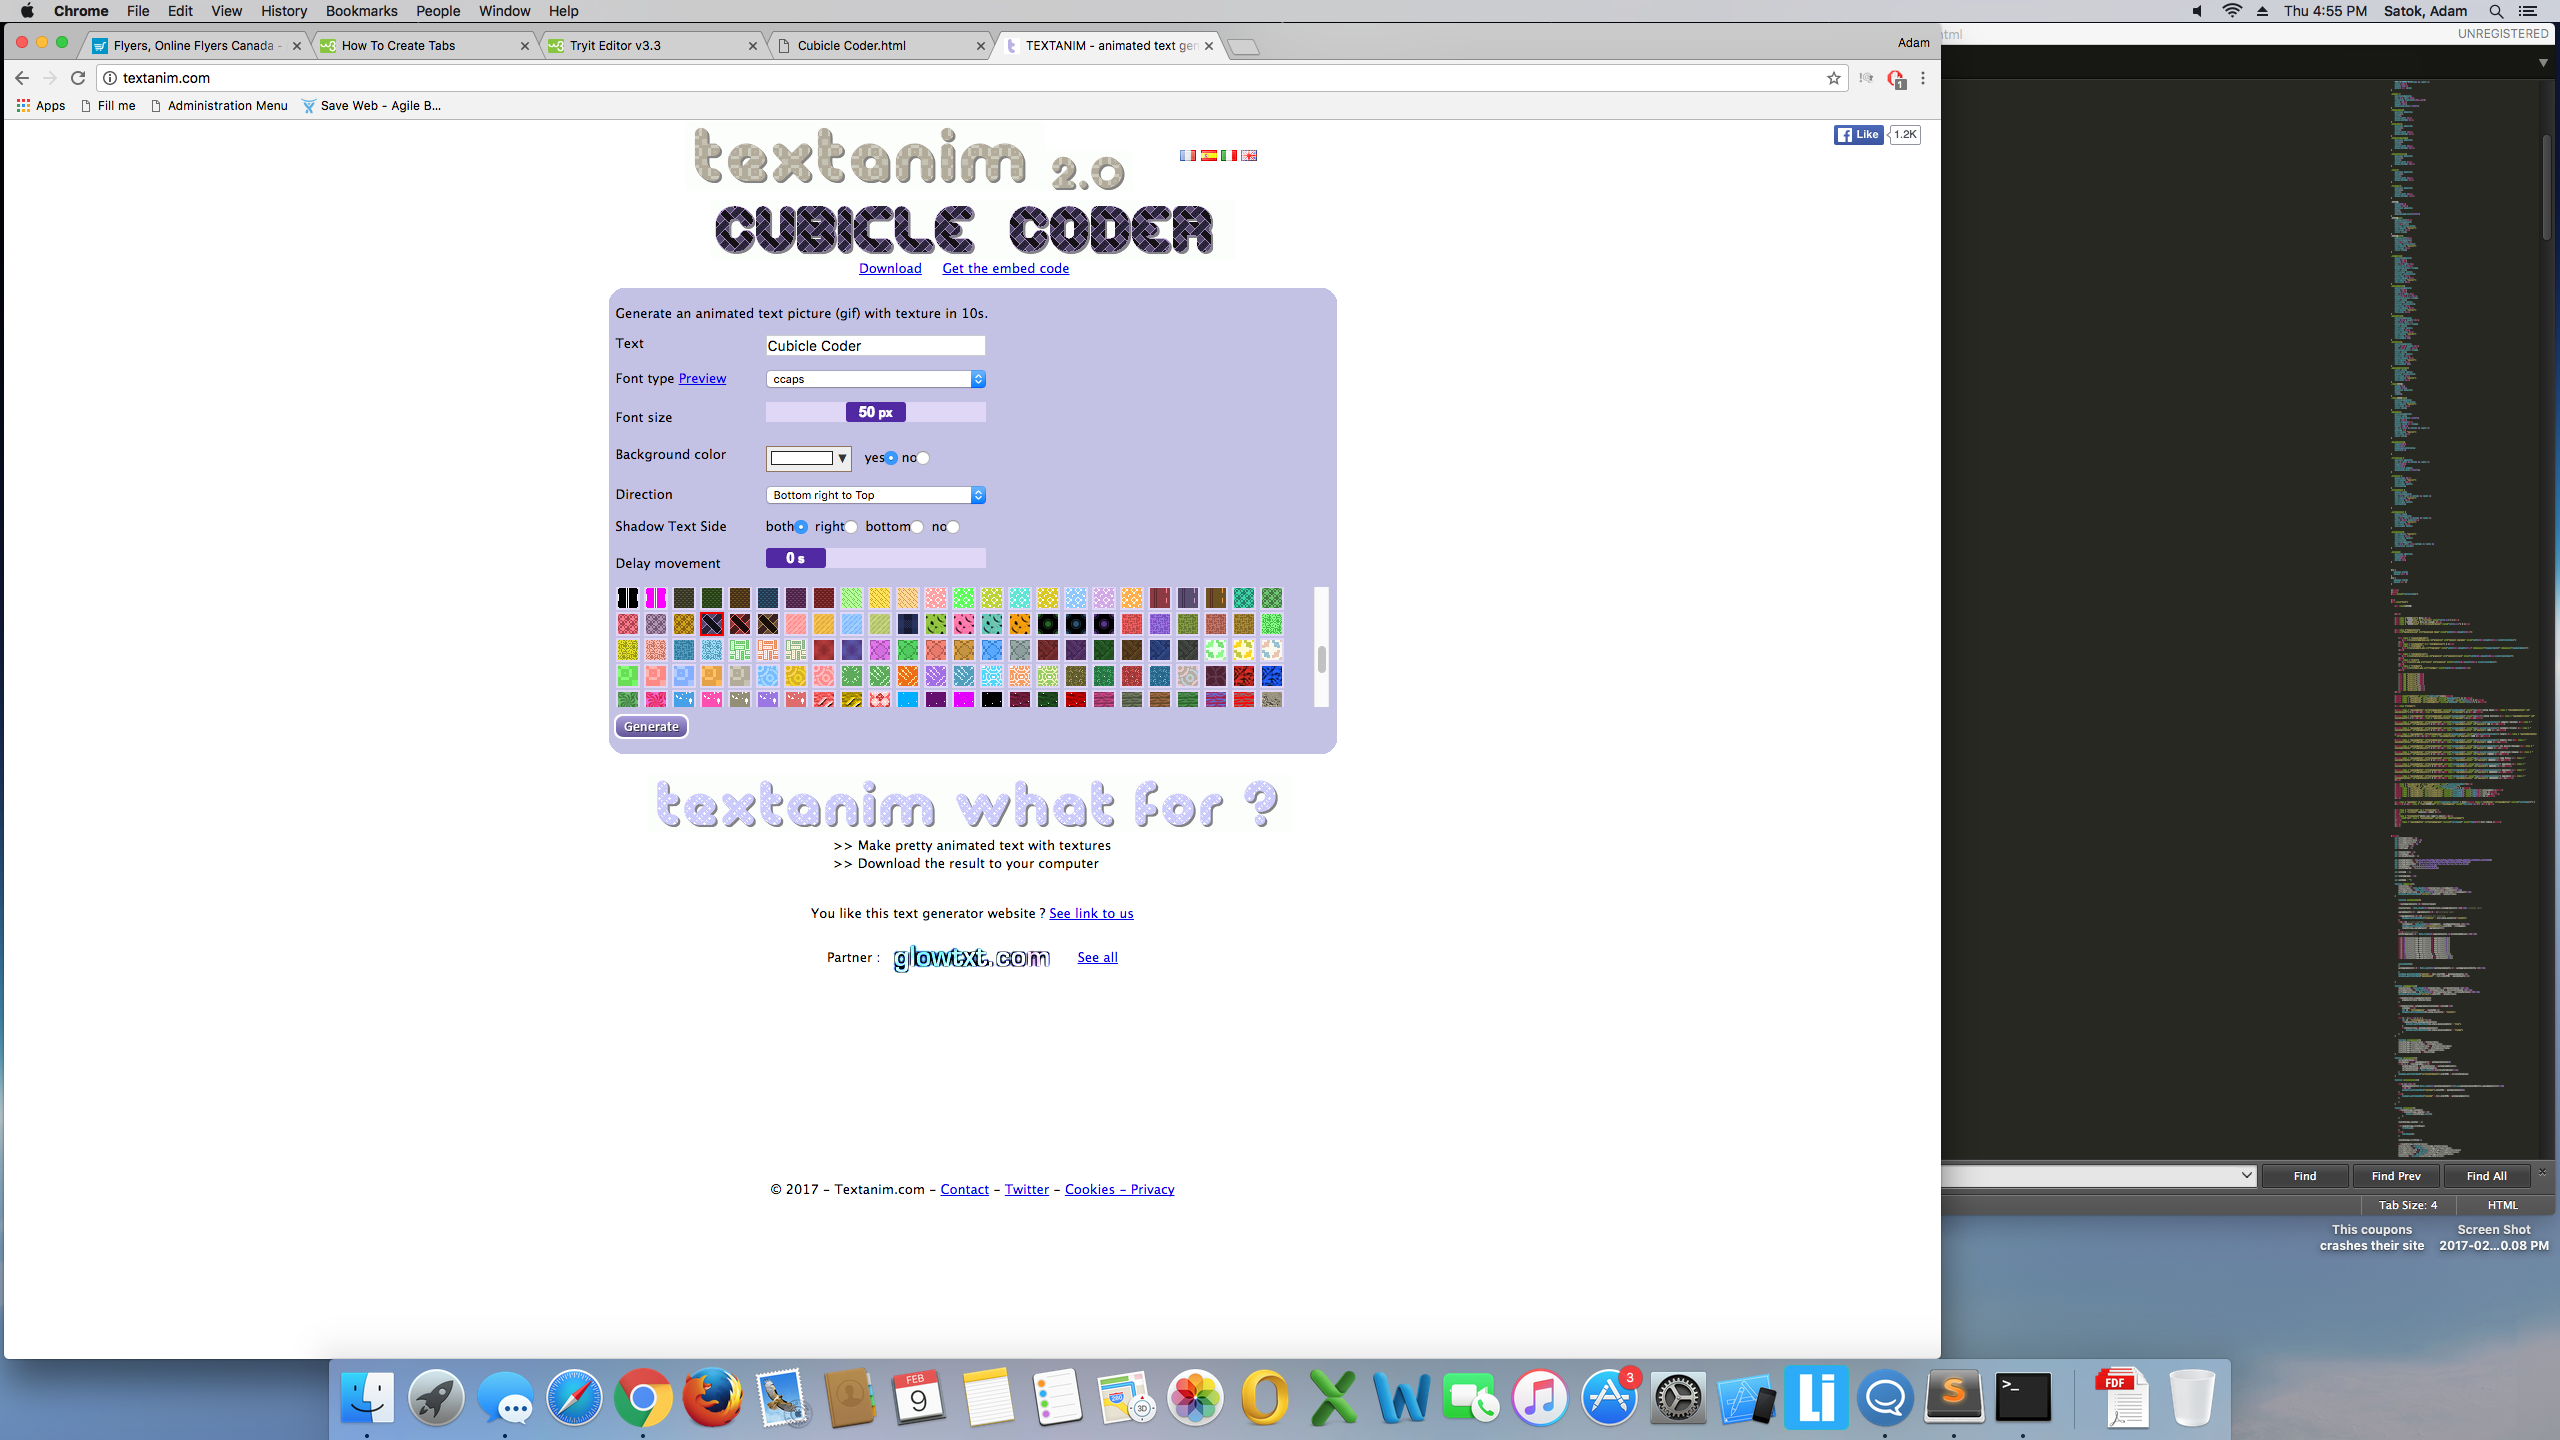 Chrome File Edit View History Bookmarks People Window Help
Thu 4:55 PM Satok, Adam
Flyers, Online Flyers Canada -
How To Create Tabs
Tryit Editor v3.3
Cubicle Coder.html
TEXTANIM - animated text gen
Adam
html
UNREGISTERED
textanim.com
1
Apps Fill me Administration Menu Save Web - Agile B...
textanim 2.0
Like 1.2K
CUBICLE CODER
Download Get the embed code
Generate an animated text picture (gif) with texture in 10s.
Text Cubicle Coder
Font type Preview ccaps
Font size 50 px
Background color yes no
Direction Bottom right to Top
Shadow Text Side both right bottom no
Delay movement 0 s
Generate
textanim what for ?
>> Make pretty animated text with textures
>> Download the result to your computer
You like this text generator website ? See link to us
Partner : glowtxt.com See all
© 2017 – Textanim.com – Contact – Twitter – Cookies – Privacy
Find Find Prev Find All
Tab Size: 4 HTML
This coupons
crashes their site
Screen Shot
2017-02...0.08 PM
FEB
9
280
3D
3
PDF